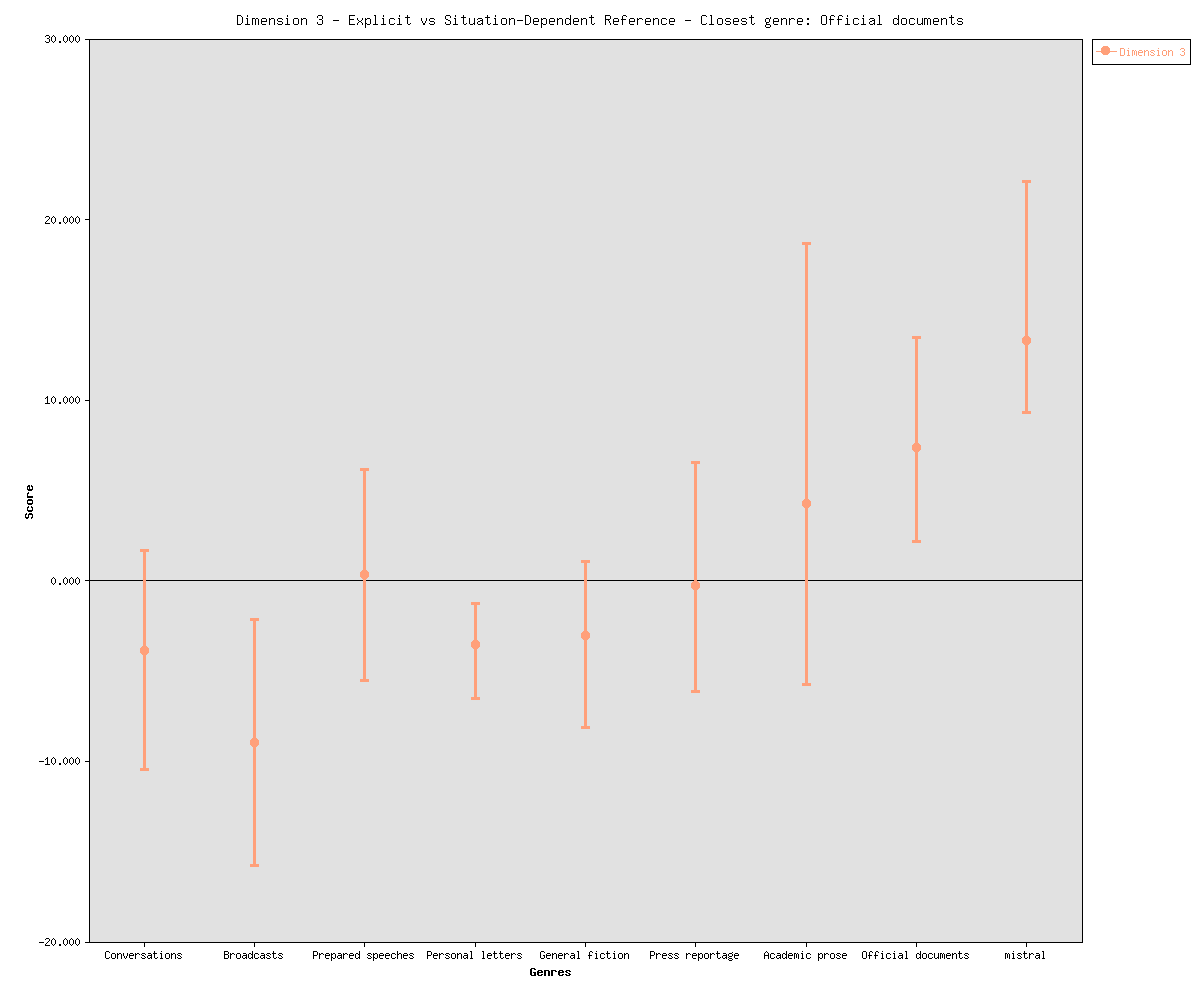 Dimension 3 - Explicit vs Situation-Dependent Reference - Closest genre: Official documents
30.000
20.000
10.000
0.000
-10.000
-20.000
Score
Conversations
Broadcasts
Prepared speeches
Personal letters
General fiction
Press reportage
Academic prose
Official documents
mistral
Genres
Dimension 3